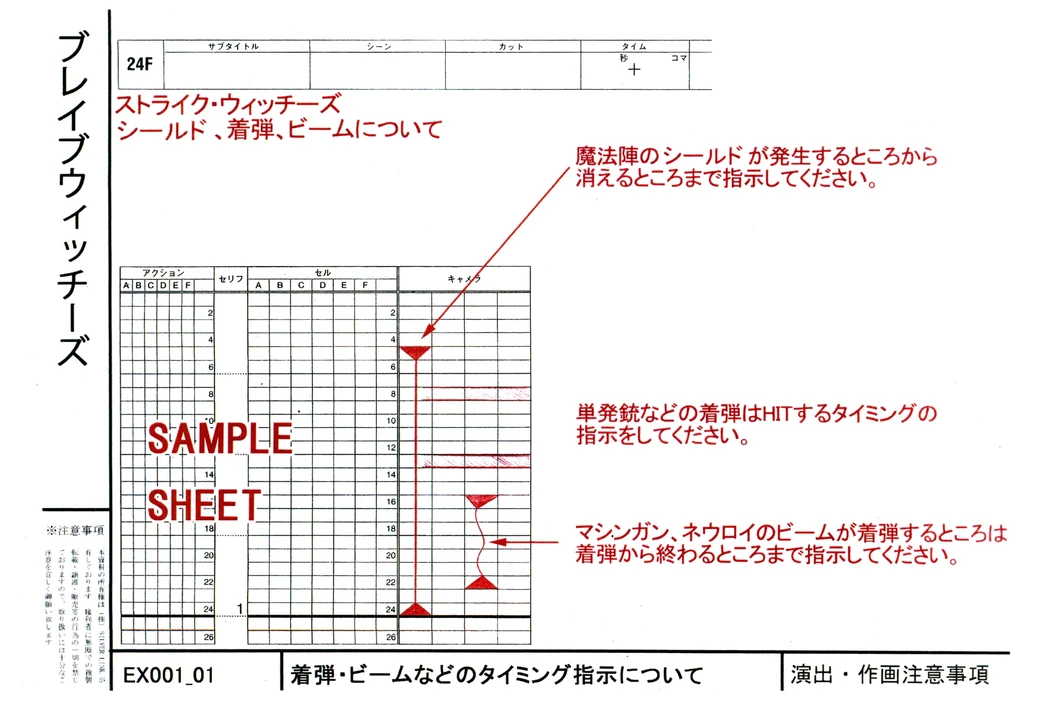 ブレイブウィッチーズ
24F
サブタイトル シーン カット タイム
秒 + コマ
ストライク・ウィッチーズ
シールド、着弾、ビームについて
魔法陣のシールドが発生するところから
消えるところまで指示してください。
アクション セリフ セル キャメラ
A B C D E F A B C D E F
2 2
4 4
6 6
8 8
10 10
12
14 14
16
18 18
20 20
22 22
24 1 24
26 26
SAMPLE
SHEET
単発銃などの着弾はHITするタイミングの
指示をしてください。
マシンガン、ネウロイのビームが着弾するところは
着弾から終わるところまで指示してください。
※注意事項
本資料の所有権は(株)SILVER LINK.が
有しております 権利者に無断での複製
転載・譲渡・販売等の行為の一切を禁じ
ておりますので、取り扱いには十分なご
注意を宜しく御願い致します
EX001_01
着弾・ビームなどのタイミング指示について
演出・作画注意事項